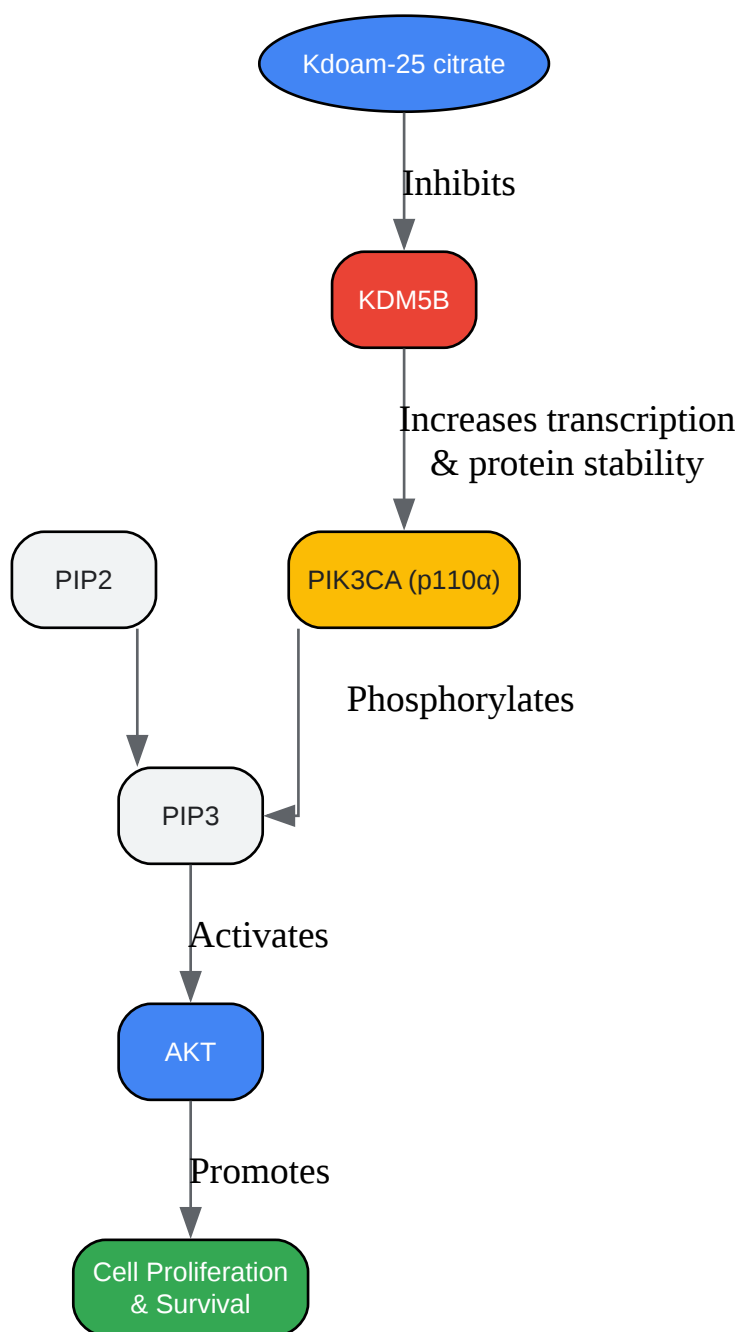 Kdoam-25 citrate
Inhibits
KDM5B
Increases transcription
& protein stability
PIP2
PIK3CA (p110α)
Phosphorylates
PIP3
Activates
AKT
Promotes
Cell Proliferation
& Survival